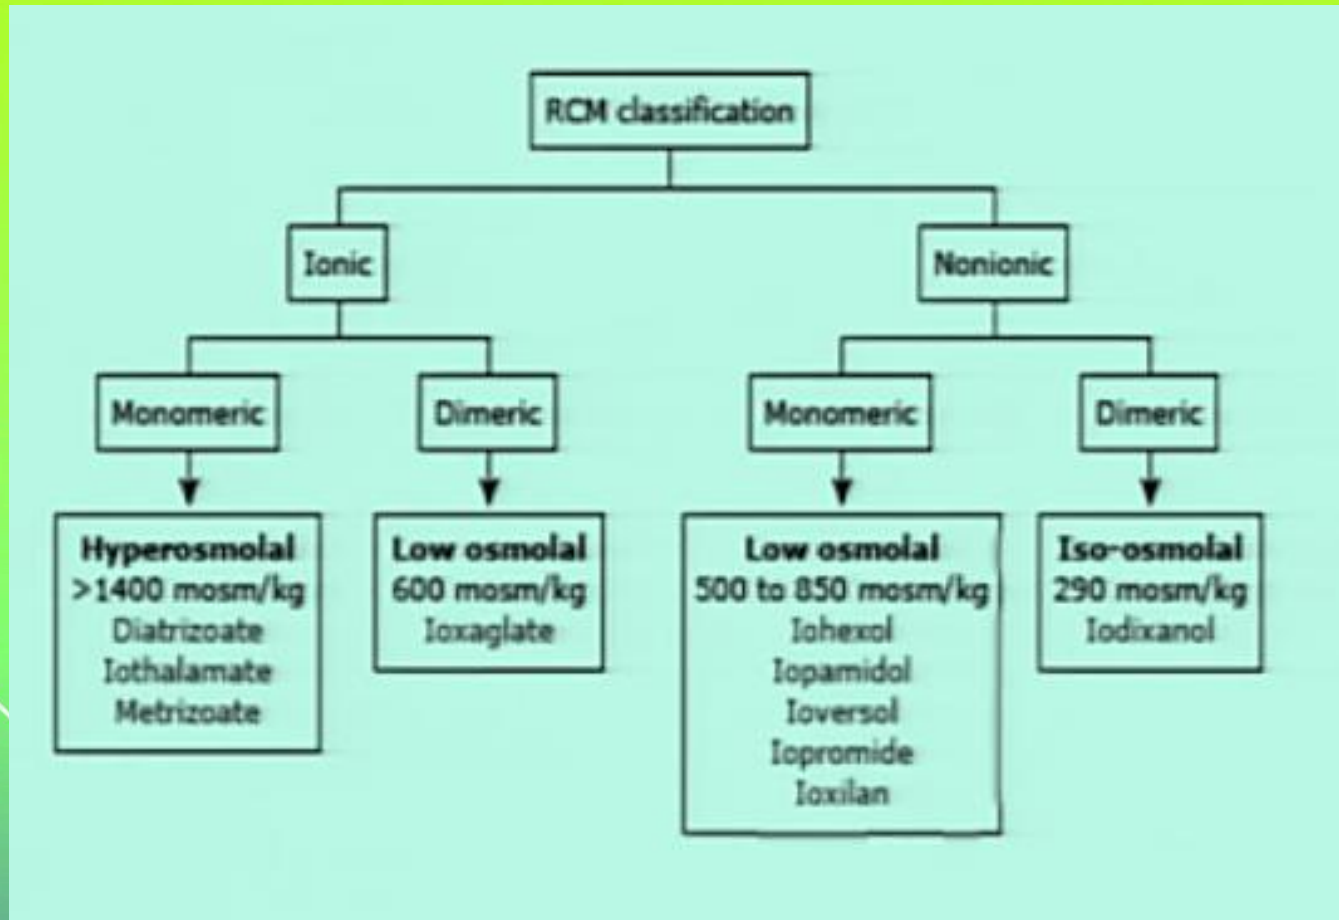 RCM classification
Ionic
Nonionic
Monomeric
Dimeric
Monomeric
Dimeric
Hyperosmolal
>1400 mosm/kg
Diatrizoate
Iothalamate
Metrizoate
Low osmolal
600 mosm/kg
Ioxaglate
Low osmolal
500 to 850 mosm/kg
Iohexol
Iopamidol
Ioversol
Iopromide
Ioxilan
Iso-osmolal
290 mosm/kg
Iodixanol